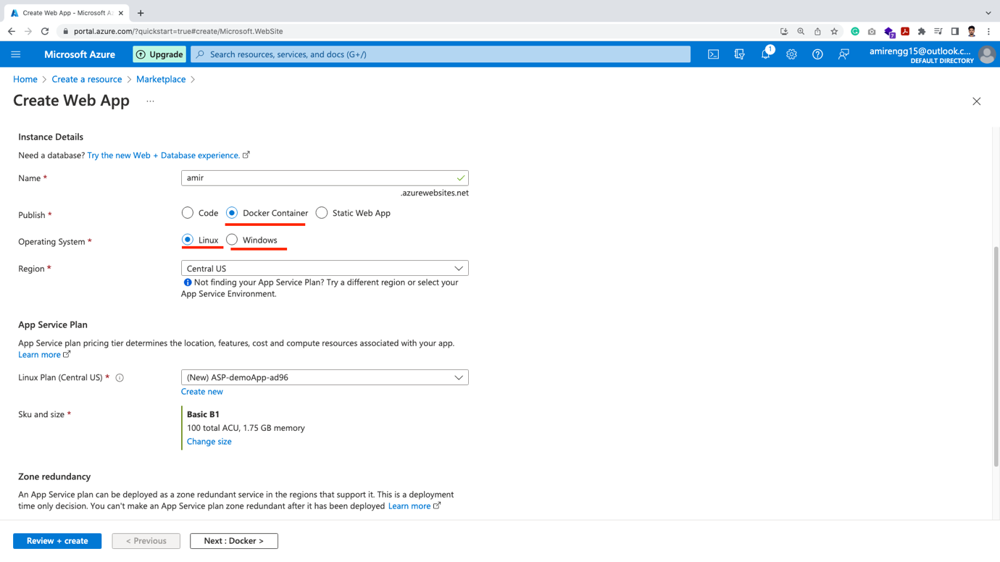 Create Web App - Microsoft Az
portal.azure.com/?quickstart=true#create/Microsoft.WebSite
7
Microsoft Azure
Upgrade
Search resources, services, and docs (G+/)
1
amirengg15@outlook.c...
DEFAULT DIRECTORY
Home > Create a resource > Marketplace >
Create Web App ...
Instance Details
Need a database? Try the new Web + Database experience.
Name *
amir
.azurewebsites.net
Publish *
Code Docker Container Static Web App
Operating System *
Linux Windows
Region *
Central US
Not finding your App Service Plan? Try a different region or select your
App Service Environment.
App Service Plan
App Service plan pricing tier determines the location, features, cost and compute resources associated with your app.
Learn more
Linux Plan (Central US) *
(New) ASP-demoApp-ad96
Create new
Sku and size *
Basic B1
100 total ACU, 1.75 GB memory
Change size
Zone redundancy
An App Service plan can be deployed as a zone redundant service in the regions that support it. This is a deployment
time only decision. You can't make an App Service plan zone redundant after it has been deployed Learn more
Review + create
< Previous
Next : Docker >